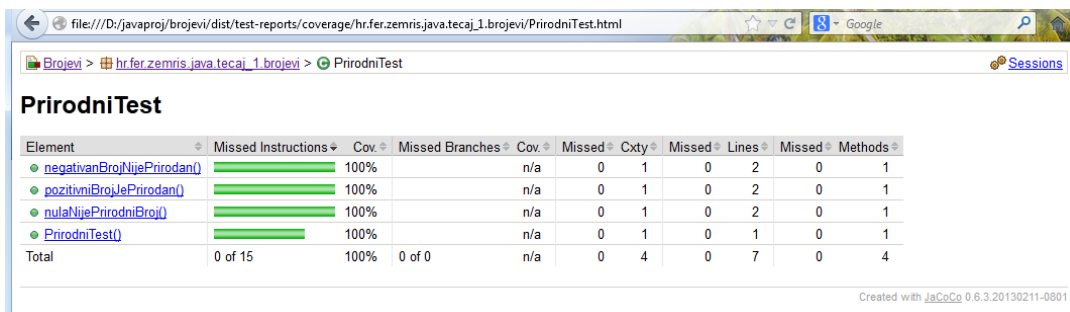 file:///D:/javaproj/brojevi/dist/test-reports/coverage/hr.fer.zemris.java.tecaj_1.brojevi/PrirodniTest.html Google
Brojevi > hr.fer.zemris.java.tecaj_1.brojevi > PrirodniTest Sessions
PrirodniTest
Element Missed Instructions Cov. Missed Branches Cov. Missed Cxty Missed Lines Missed Methods
negativanBrojNijePrirodan() 100% n/a 0 1 0 2 0 1
pozitivniBrojJePrirodan() 100% n/a 0 1 0 2 0 1
nulaNijePrirodniBroj() 100% n/a 0 1 0 2 0 1
PrirodniTest() 100% n/a 0 1 0 1 0 1
Total 0 of 15 100% 0 of 0 n/a 0 4 0 7 0 4
Created with JaCoCo 0.6.3.20130211-0801